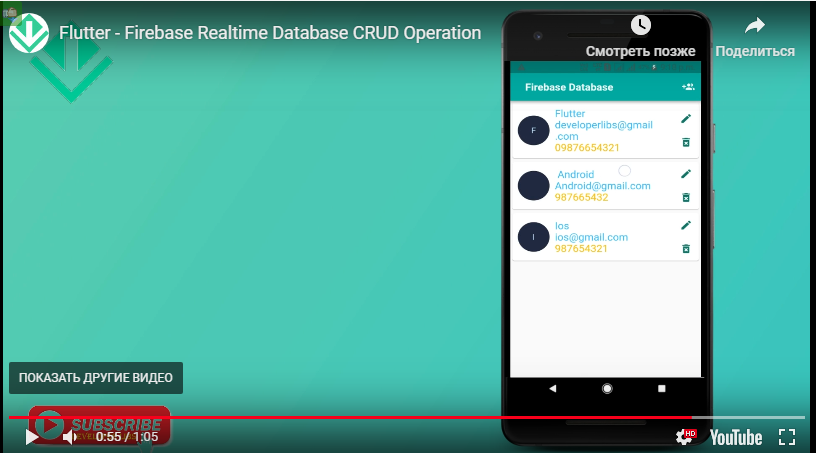 Flutter - Firebase Realtime Database CRUD Operation
Смотреть позже
Поделиться
Firebase Database
F
Flutter
developerlibs@gmail
.com
09876654321
Android
Android@gmail.com
987665432
I
Ios
ios@gmail.com
987654321
ПОКАЗАТЬ ДРУГИЕ ВИДЕО
SUBSCRIBE
0:55 / 1:05
HD
YouTube